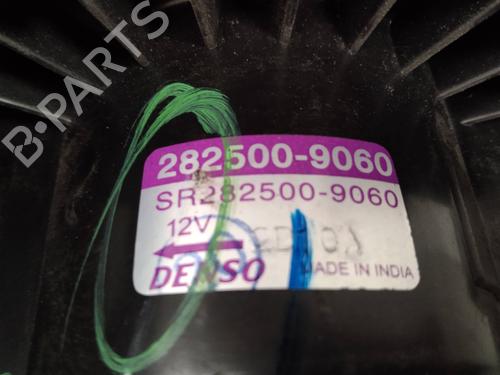 B-PARTS
282500-9060
SR282500-9060
12V
DENSO
MADE IN INDIA